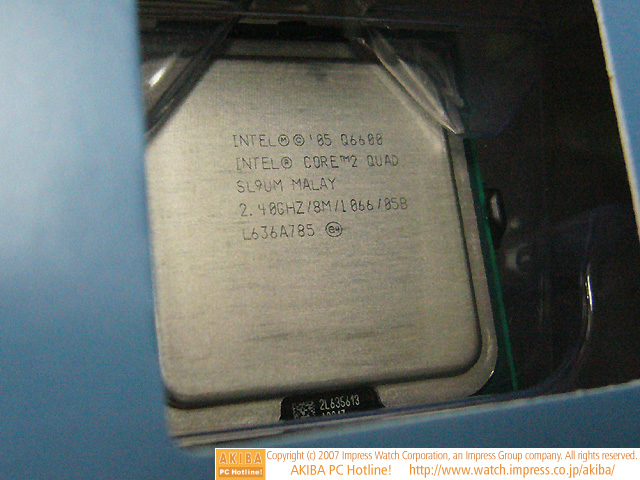 INTEL Ⓜ © '05 Q6600
INTEL® CORE™2 QUAD
SL9UM MALAY
2.40GHZ/8M/1066/05B
L636A785 e4
2L635613
AKIBA
PC Hotline!
Copyright (c) 2007 Impress Watch Corporation, an Impress Group company. All rights reserved.
AKIBA PC Hotline! http://www.watch.impress.co.jp/akiba/